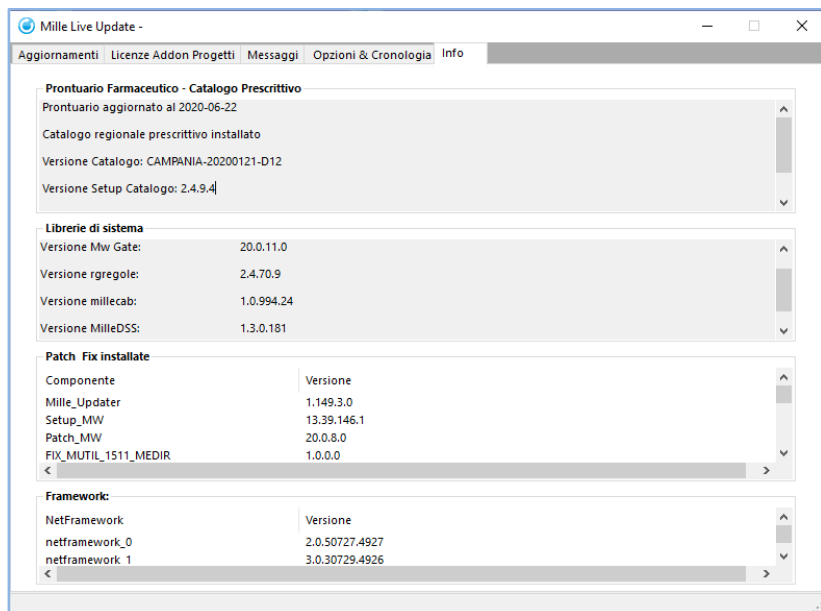 Mille Live Update -
Aggiornamenti Licenze Addon Progetti Messaggi Opzioni & Cronologia Info
Prontuario Farmaceutico - Catalogo Prescrittivo
Prontuario aggiornato al 2020-06-22
Catalogo regionale prescrittivo installato
Versione Catalogo: CAMPANIA-20200121-D12
Versione Setup Catalogo: 2.4.9.4
Librerie di sistema
Versione Mw Gate: 20.0.11.0
Versione rgregole: 2.4.70.9
Versione millecab: 1.0.994.24
Versione MilleDSS: 1.3.0.181
Patch Fix installate
Componente Versione
Mille_Updater 1.149.3.0
Setup_MW 13.39.146.1
Patch_MW 20.0.8.0
FIX_MUTIL_1511_MEDIR 1.0.0.0
Framework:
NetFramework Versione
netframework_0 2.0.50727.4927
netframework_1 3.0.30729.4926